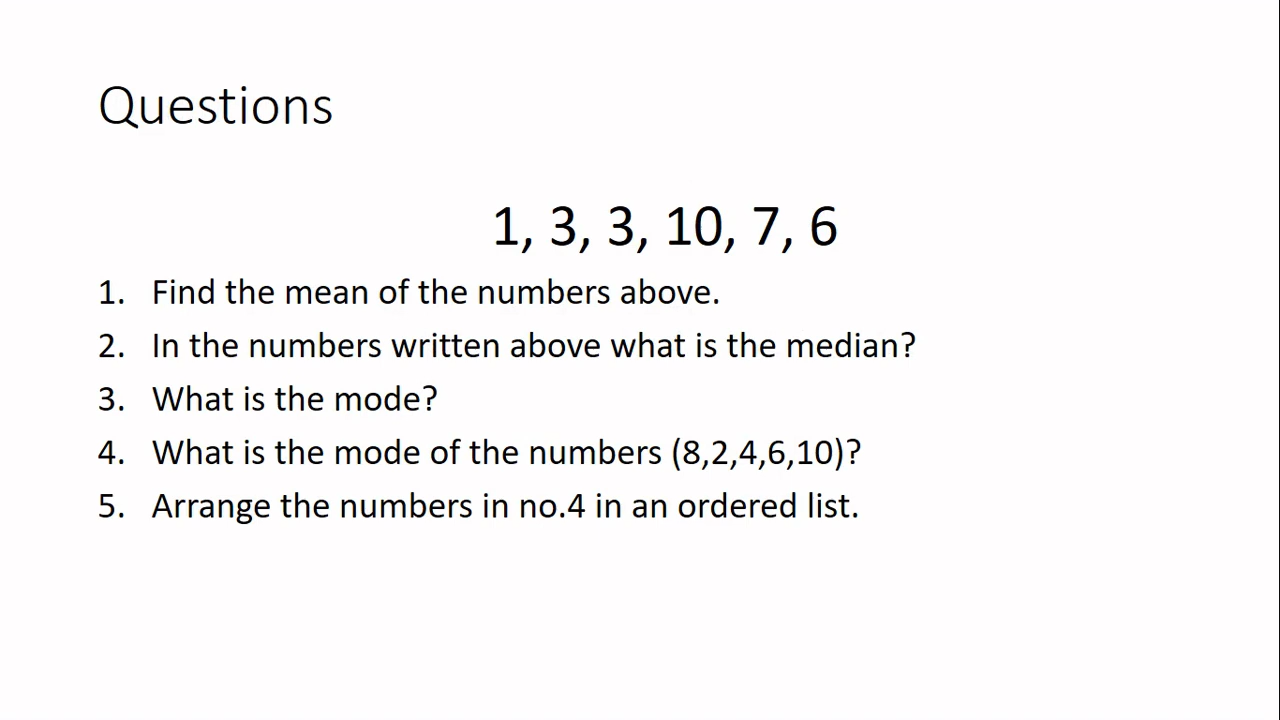 Questions
1, 3, 3, 10, 7, 6
1. Find the mean of the numbers above.
2. In the numbers written above what is the median?
3. What is the mode?
4. What is the mode of the numbers (8,2,4,6,10)?
5. Arrange the numbers in no.4 in an ordered list.